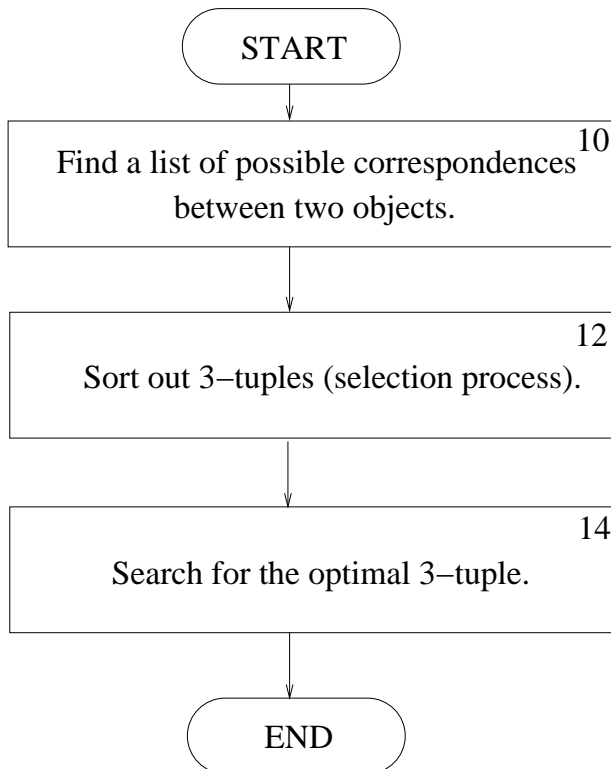 START
10
Find a list of possible correspondences
between two objects.
12
Sort out 3−tuples (selection process).
14
Search for the optimal 3−tuple.
END